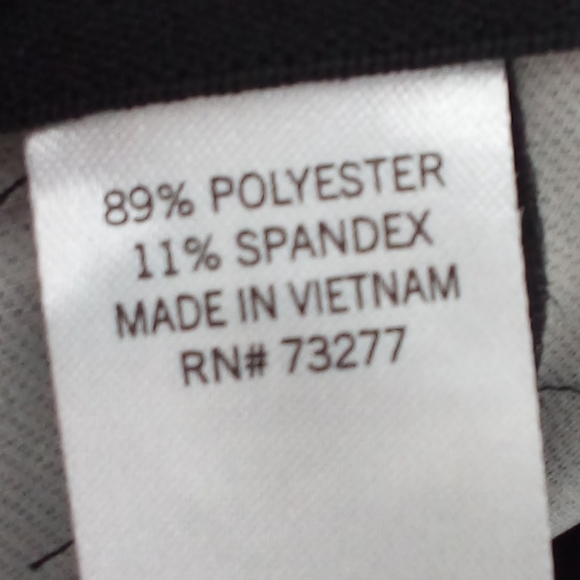 89% POLYESTER
11% SPANDEX
MADE IN VIETNAM
RN# 73277